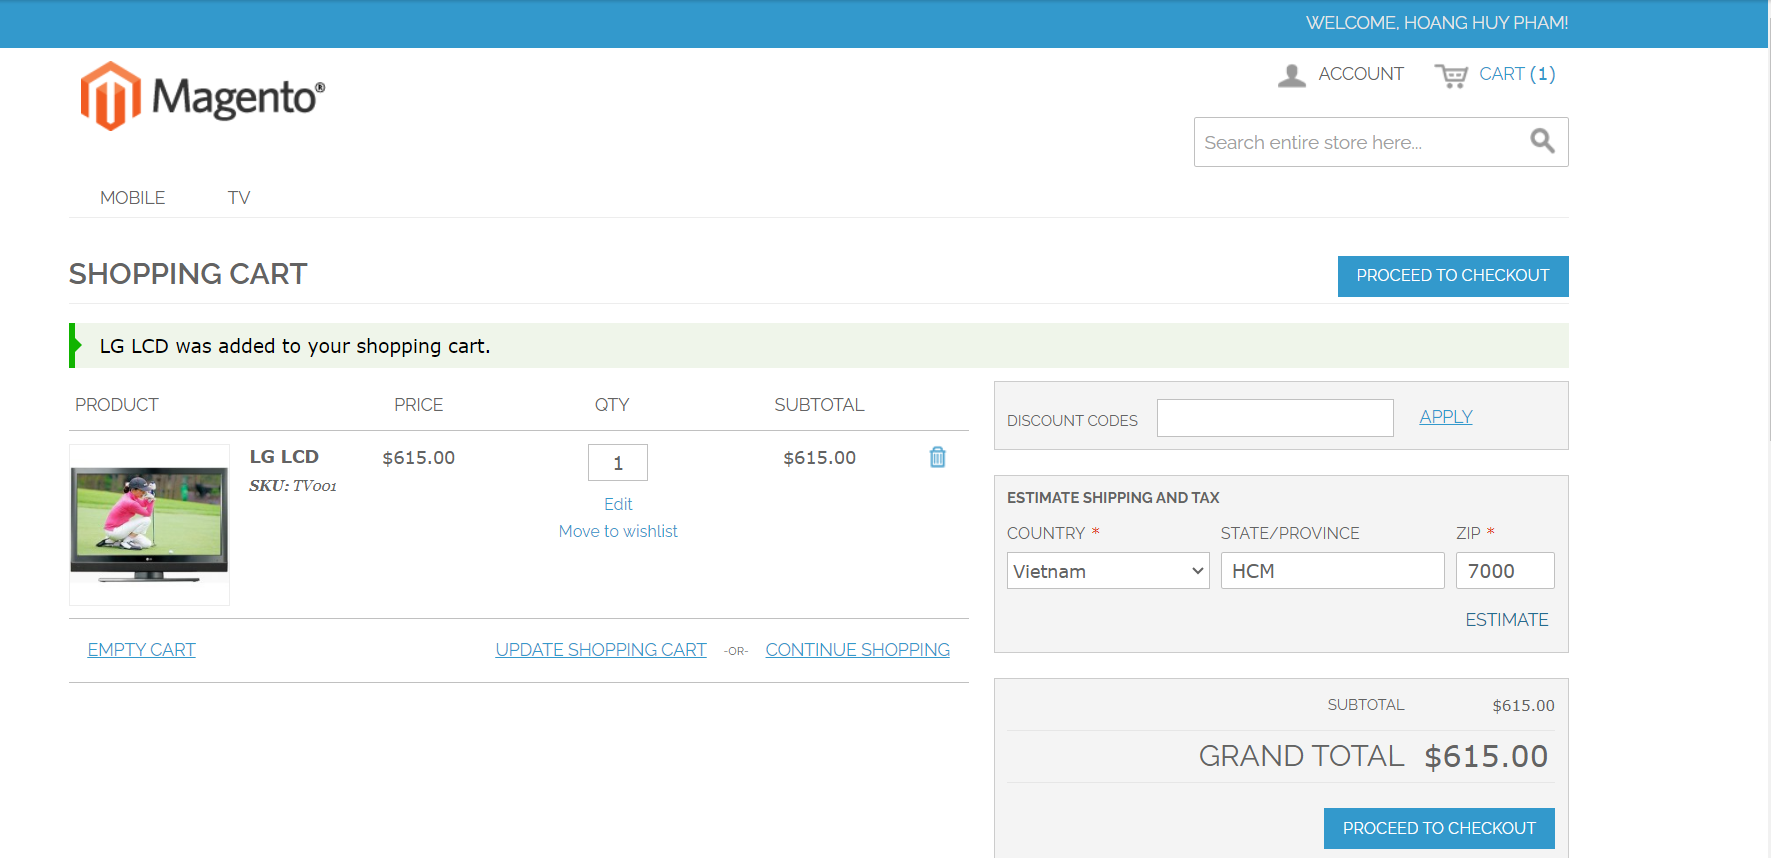 WELCOME, HOANG HUY PHAM!
Magento®
ACCOUNT
CART (1)
Search entire store here...
MOBILE
TV
SHOPPING CART
PROCEED TO CHECKOUT
LG LCD was added to your shopping cart.
PRODUCT PRICE QTY SUBTOTAL
LG LCD $615.00 1 $615.00
SKU: TV001
Edit
Move to wishlist
EMPTY CART UPDATE SHOPPING CART -OR- CONTINUE SHOPPING
DISCOUNT CODES APPLY
ESTIMATE SHIPPING AND TAX
COUNTRY * STATE/PROVINCE ZIP *
Vietnam HCM 7000
ESTIMATE
SUBTOTAL $615.00
GRAND TOTAL $615.00
PROCEED TO CHECKOUT